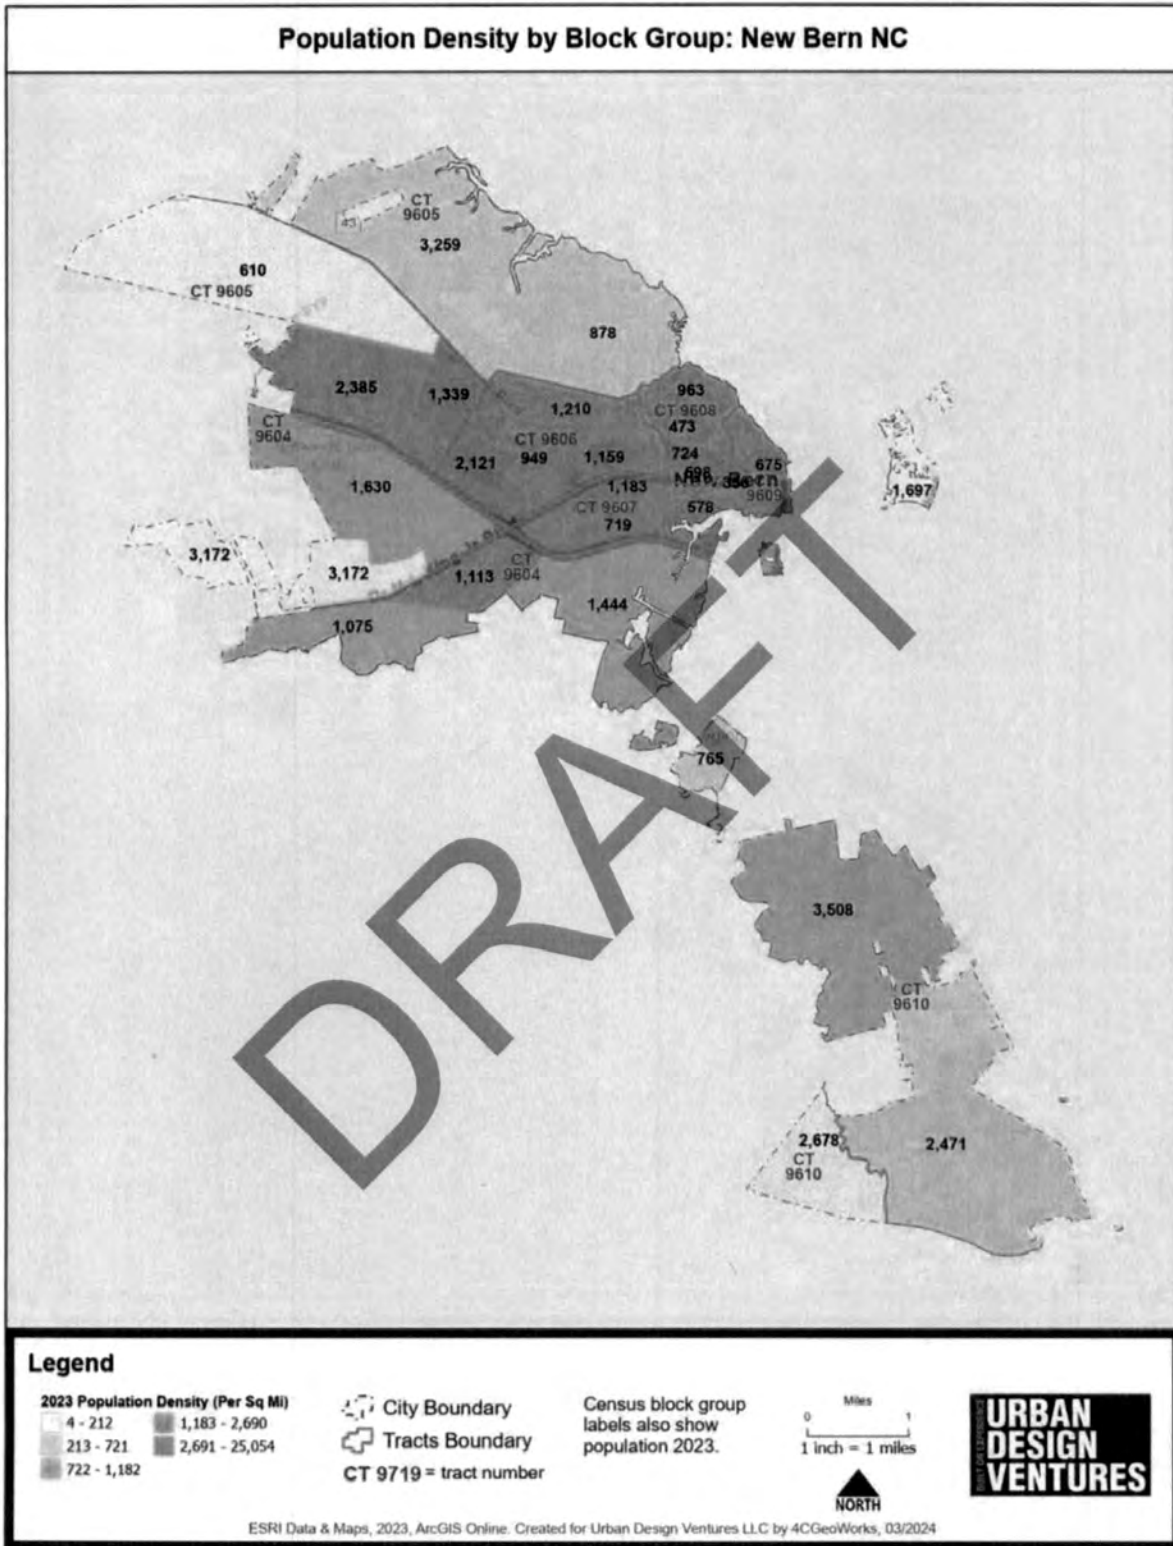 Population Density by Block Group: New Bern NC
CT
9605
43
3,259
610
CT 9605
878
2,385
1,339
963
1,210
CT 9608
473
CT
9604
CT 9606
724
2,121
949
1,159
675
598
New Bern
356
1,630
1,183
9609
1,697
CT 9607
578
719
3,172
3,172
CT
9604
1,113
1,444
1,075
765
3,508
CT
9610
2,678
2,471
CT
9610
DRAFT
Legend
2023 Population Density (Per Sq Mi)
4 - 212
213 - 721
722 - 1,182
1,183 - 2,690
2,691 - 25,054
City Boundary
Tracts Boundary
CT 9719 = tract number
Census block group
labels also show
population 2023.
Miles
0 1
1 inch = 1 miles
NORTH
URBAN
DESIGN
VENTURES
ESRI Data & Maps, 2023, ArcGIS Online. Created for Urban Design Ventures LLC by 4CGeoWorks, 03/2024